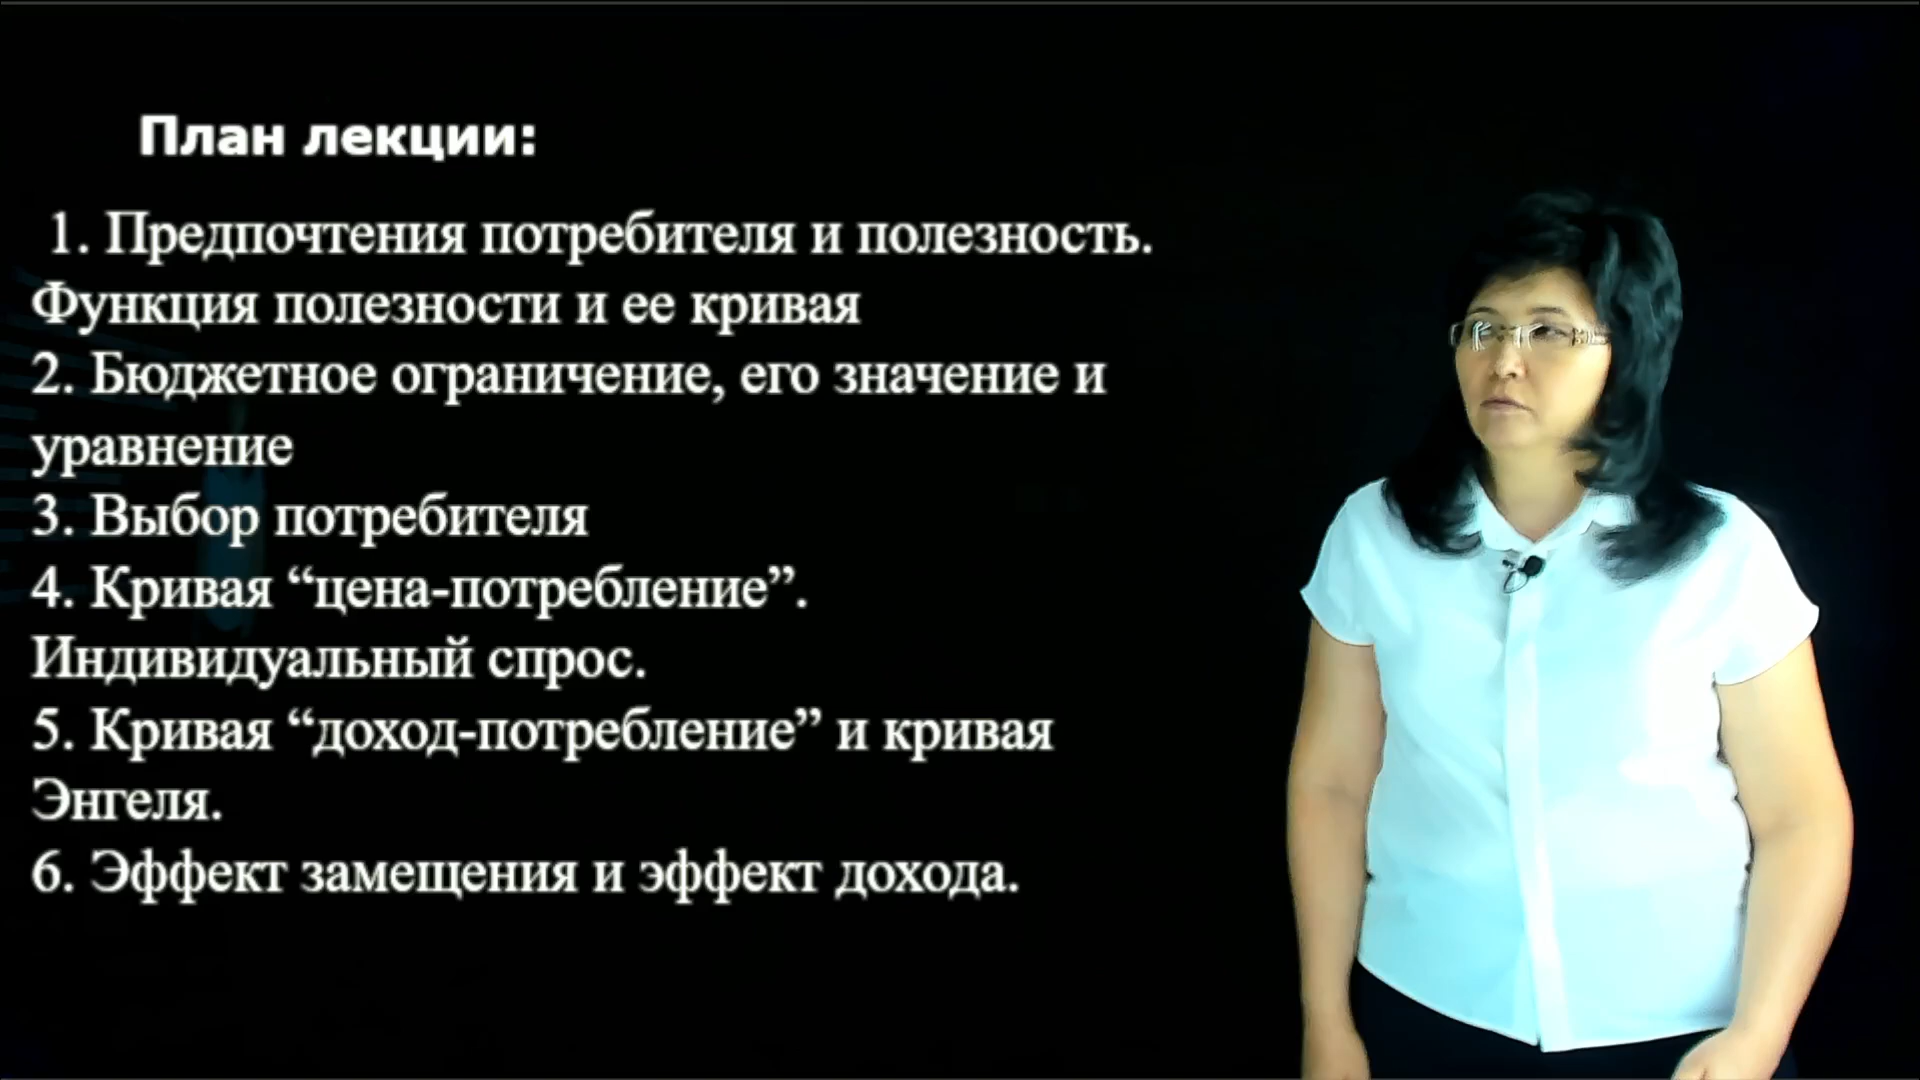 План лекции:
1. Предпочтения потребителя и полезность.
Функция полезности и ее кривая
2. Бюджетное ограничение, его значение и
уравнение
3. Выбор потребителя
4. Кривая “цена-потребление”.
Индивидуальный спрос.
5. Кривая “доход-потребление” и кривая
Энгеля.
6. Эффект замещения и эффект дохода.